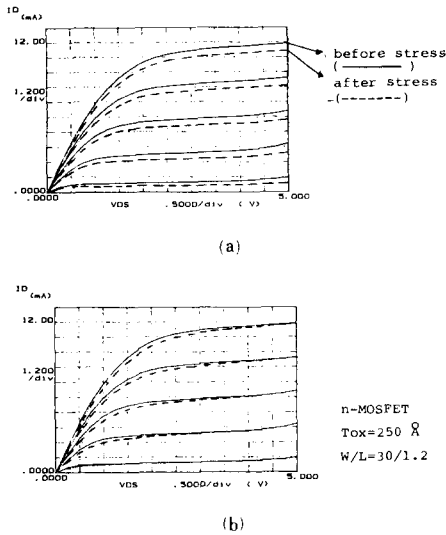 ID
(mA)
12.00
1.200
/div
.0000
.0000
VDS .5000/div ( V)
5.000
before stress
(———)
after stress
(-------)
(a)
ID
(mA)
12.00
1.200
/div
.0000
.0000
VDS .5000/div ( V)
5.000
n-MOSFET
Tox=250 Å
W/L=30/1.2
(b)